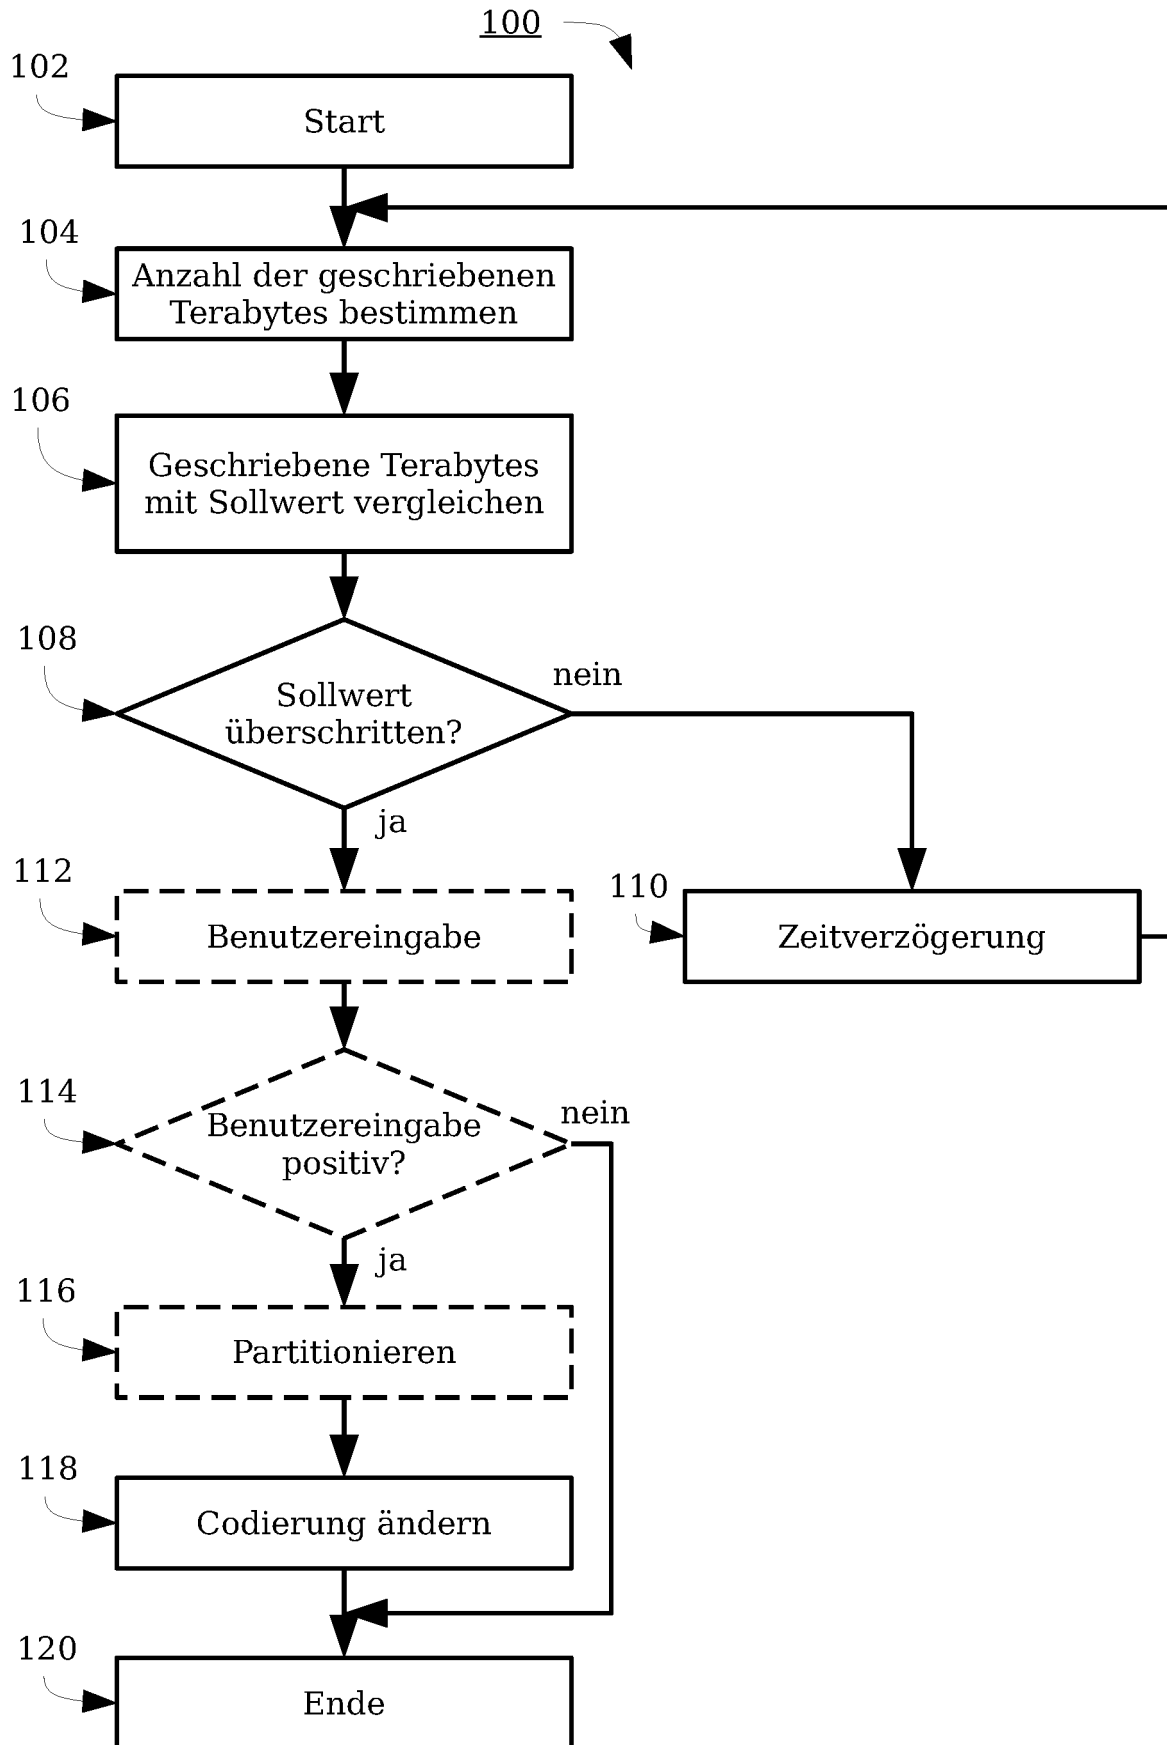 100
102
Start
104
Anzahl der geschriebenen
Terabytes bestimmen
106
Geschriebene Terabytes
mit Sollwert vergleichen
108
nein
Sollwert
überschritten?
ja
112
110
Benutzereingabe
Zeitverzögerung
114
nein
Benutzereingabe
positiv?
ja
116
Partitionieren
118
Codierung ändern
120
Ende